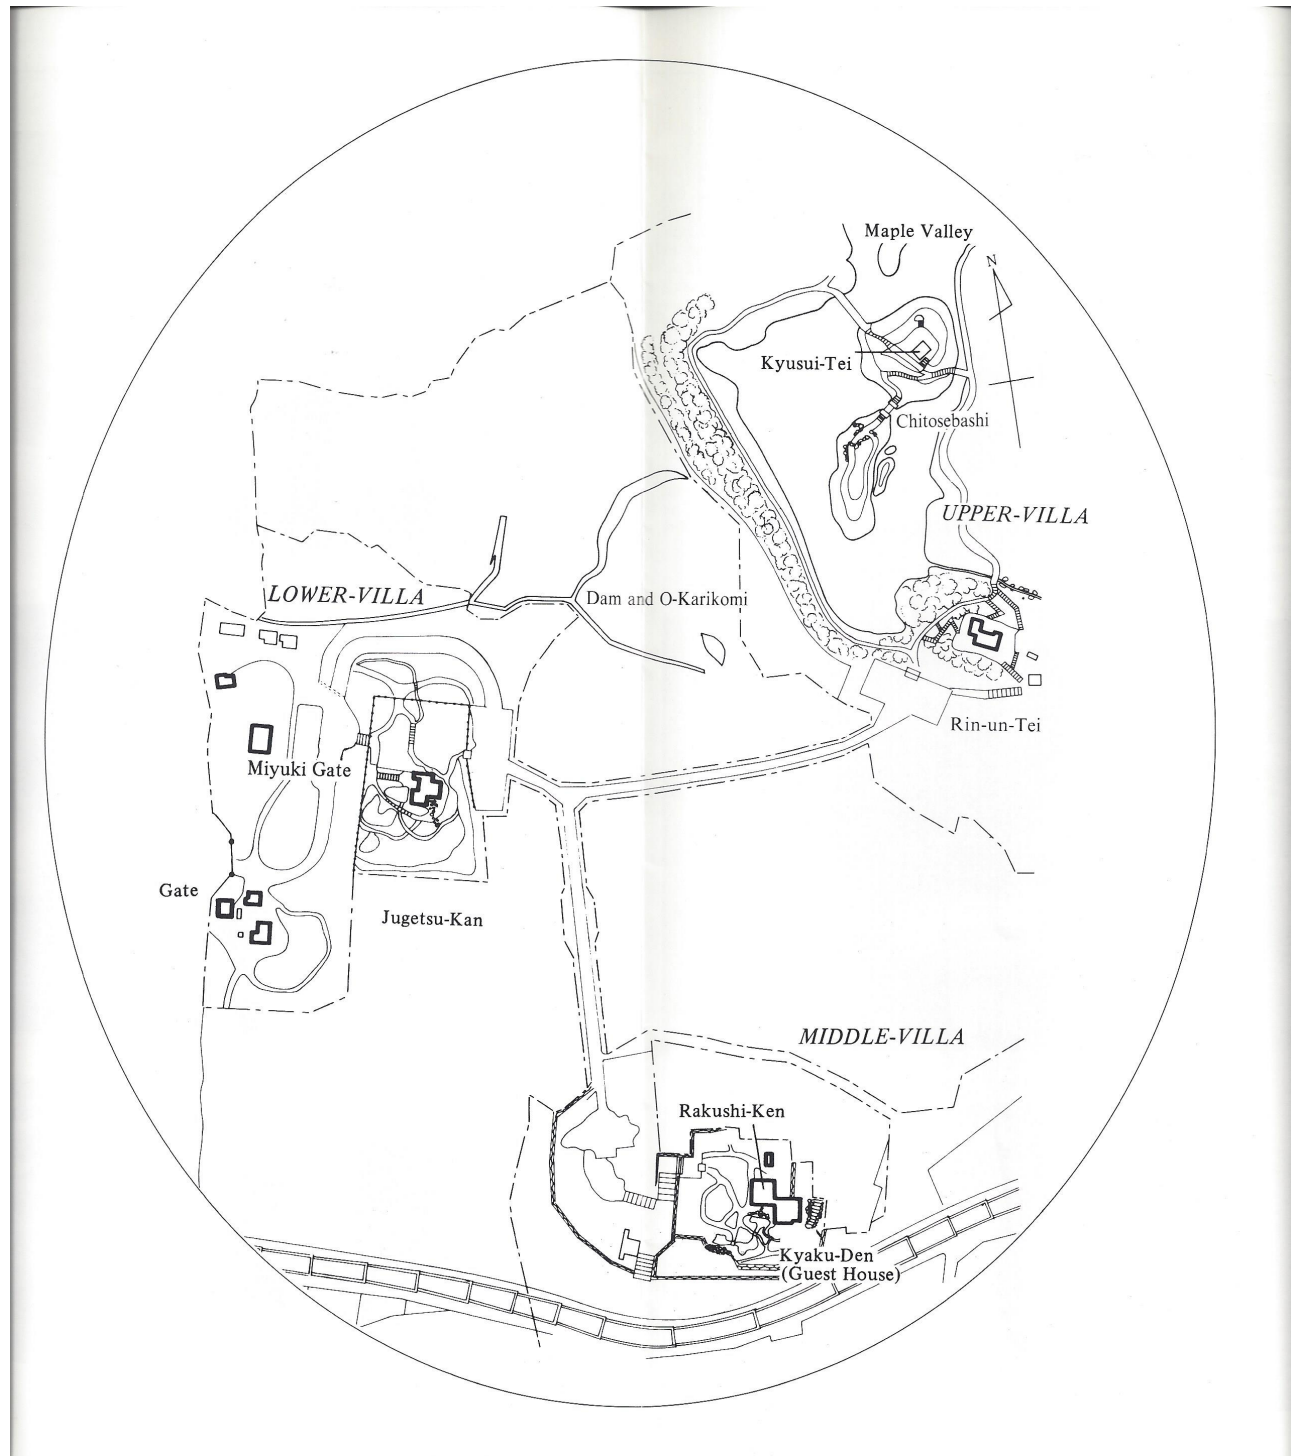 Maple Valley
N
Kyusui-Tei
Chitosebashi
UPPER-VILLA
LOWER-VILLA
Dam and O-Karikomi
Rin-un-Tei
Miyuki Gate
Gate
Jugetsu-Kan
MIDDLE-VILLA
Rakushi-Ken
Kyaku-Den
(Guest House)